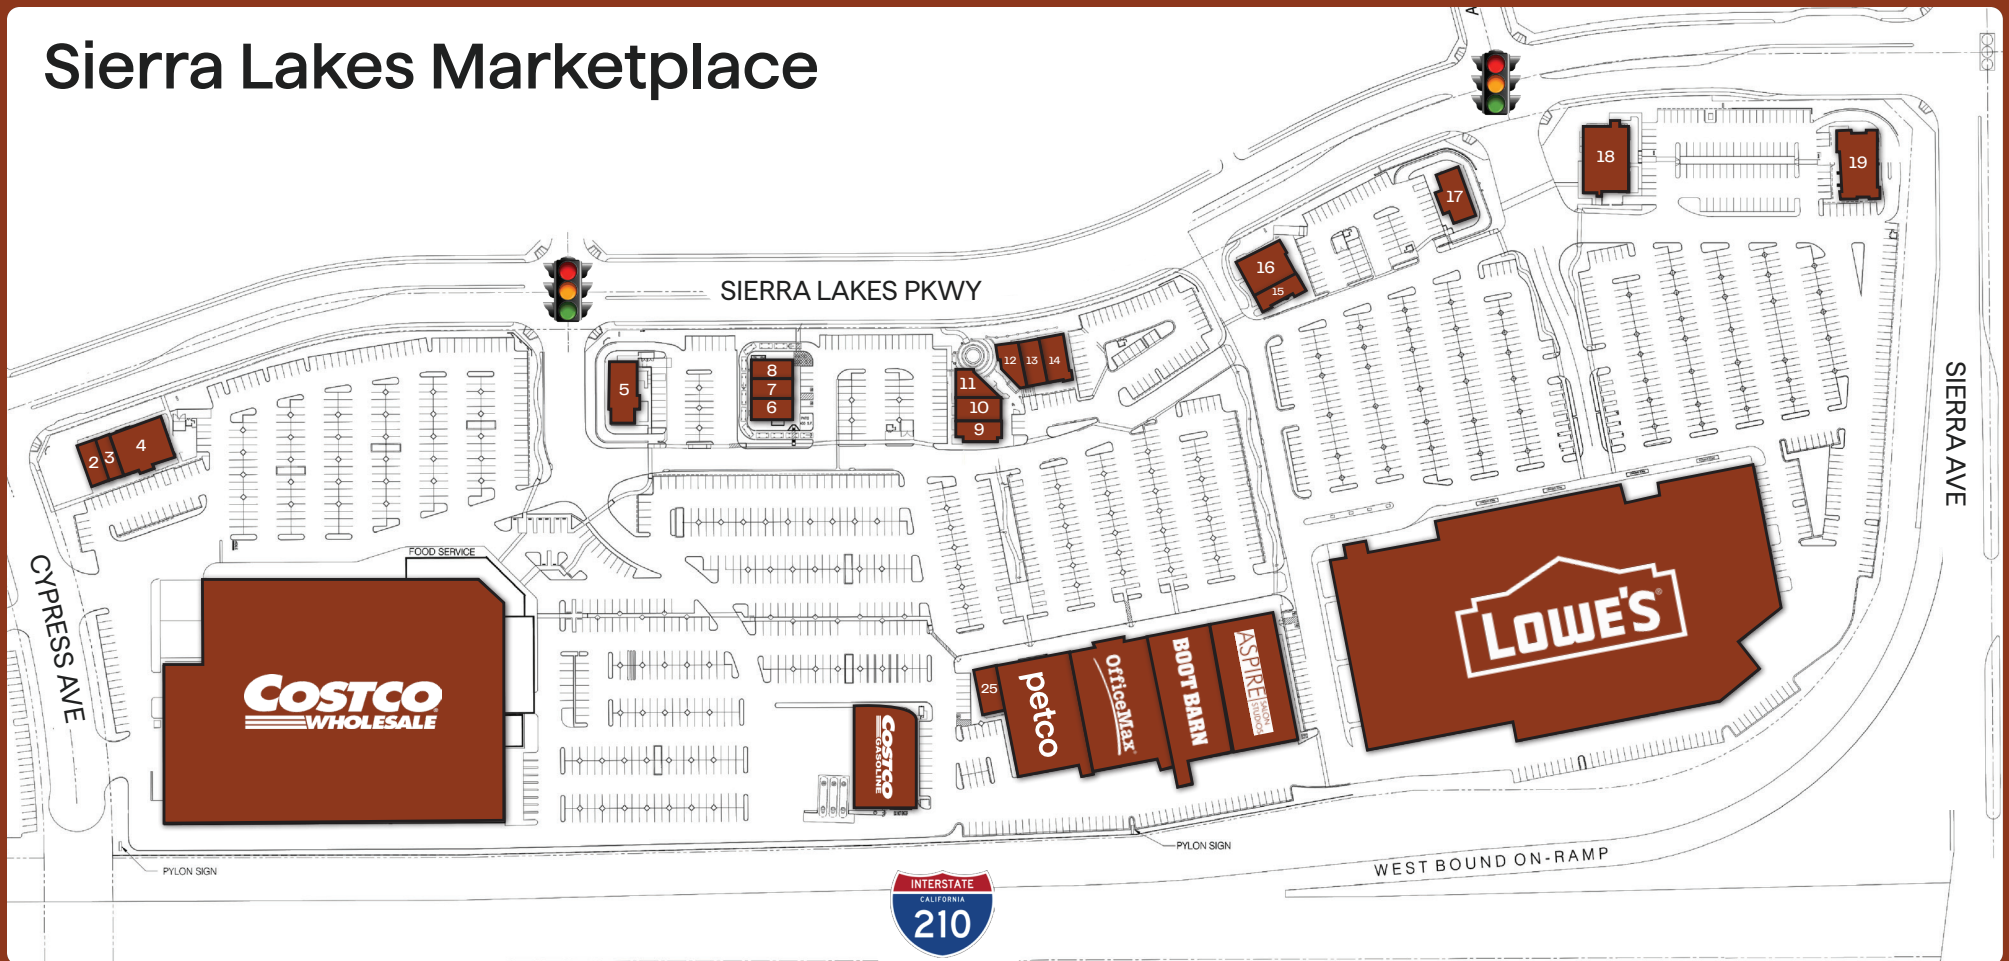 Sierra Lakes Marketplace
SIERRA LAKES PKWY
18
19
17
16
15
12
13
14
11
10
9
8
7
6
5
4
3
2
SIERRA AVE
CYPRESS AVE
FOOD SERVICE
COSTCO
WHOLESALE
COSTCO
GASOLINE
25
petco
OfficeMax®
BOOT BARN
ASPIRE
SALON
STUDIOS
LOWE'S®
PYLON SIGN
PYLON SIGN
WEST BOUND ON-RAMP
INTERSTATE
CALIFORNIA
210